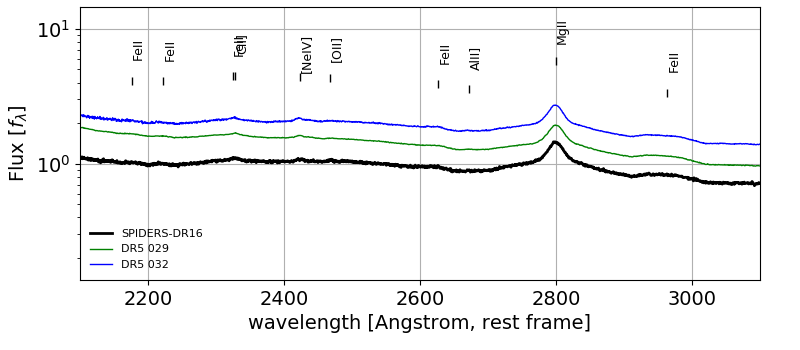 10¹
FeII
FeII
FeII
CII]
[NeIV]
[OII]
FeII
AlII]
MgII
FeII
Flux [f_λ]
10⁰
SPIDERS-DR16
DR5 029
DR5 032
2200 2400 2600 2800 3000
wavelength [Angstrom, rest frame]